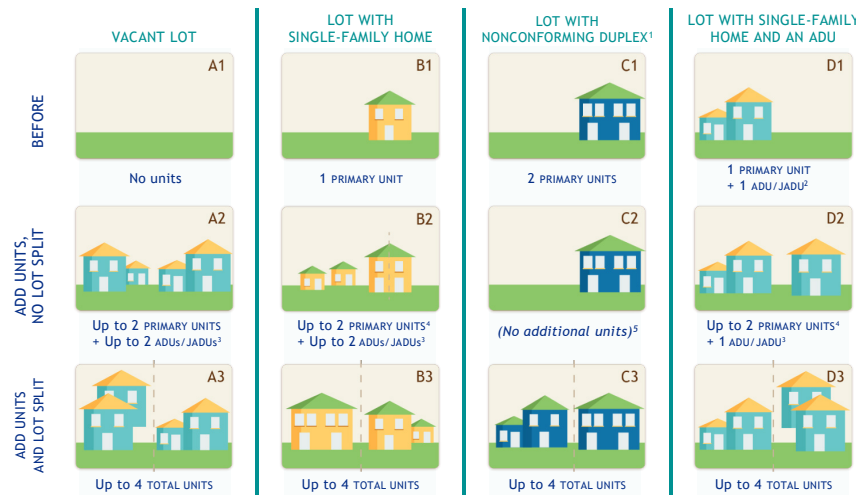 VACANT LOT
LOT WITH
SINGLE-FAMILY HOME
LOT WITH
NONCONFORMING DUPLEX¹
LOT WITH SINGLE-FAMILY
HOME AND AN ADU
BEFORE
A1
B1
C1
D1
No units
1 PRIMARY UNIT
2 PRIMARY UNITS
1 PRIMARY UNIT
+ 1 ADU/JADU²
ADD UNITS,
NO LOT SPLIT
A2
B2
C2
D2
Up to 2 PRIMARY UNITS
+ Up to 2 ADUs/JADUs³
Up to 2 PRIMARY UNITS⁴
+ Up to 2 ADUs/JADUs³
(No additional units)⁵
Up to 2 PRIMARY UNITS⁴
+ 1 ADU/JADU³
ADD UNITS
AND LOT SPLIT
A3
B3
C3
D3
Up to 4 TOTAL UNITS
Up to 4 TOTAL UNITS
Up to 4 TOTAL UNITS
Up to 4 TOTAL UNITS